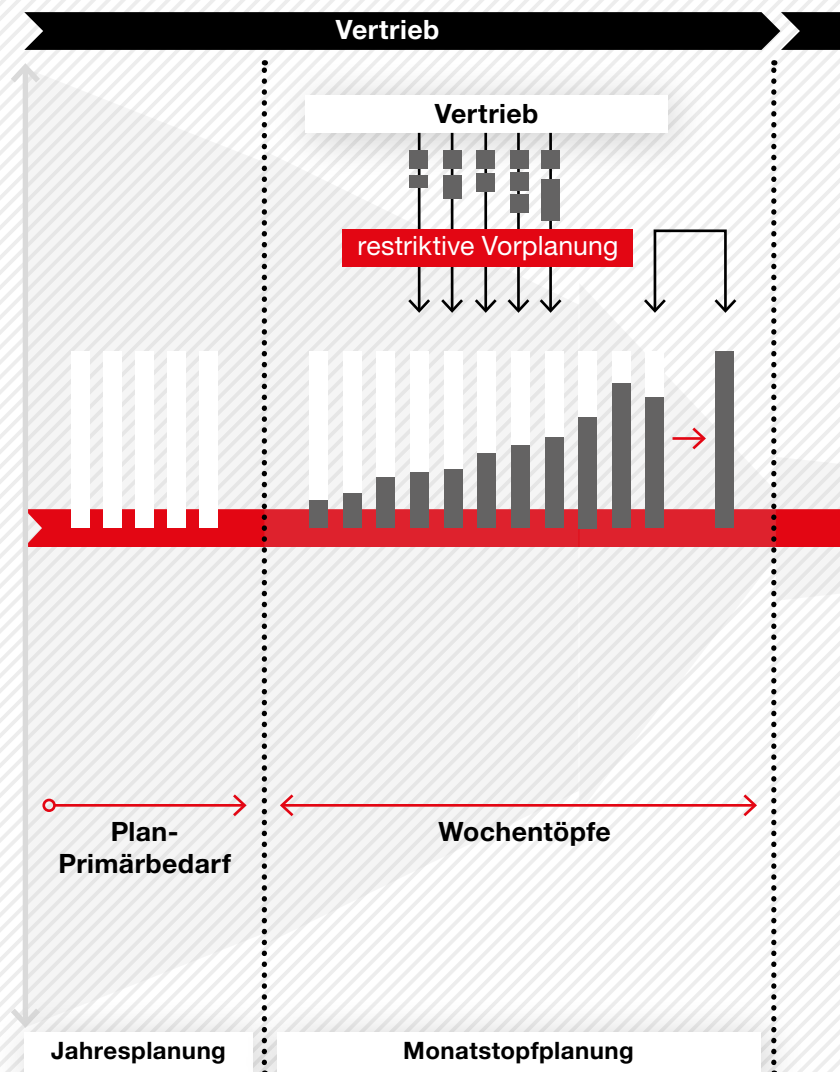 Vertrieb
Vertrieb
restriktive Vorplanung
Plan-
Primärbedarf
Wochentöpfe
Jahresplanung
Monatstopfplanung